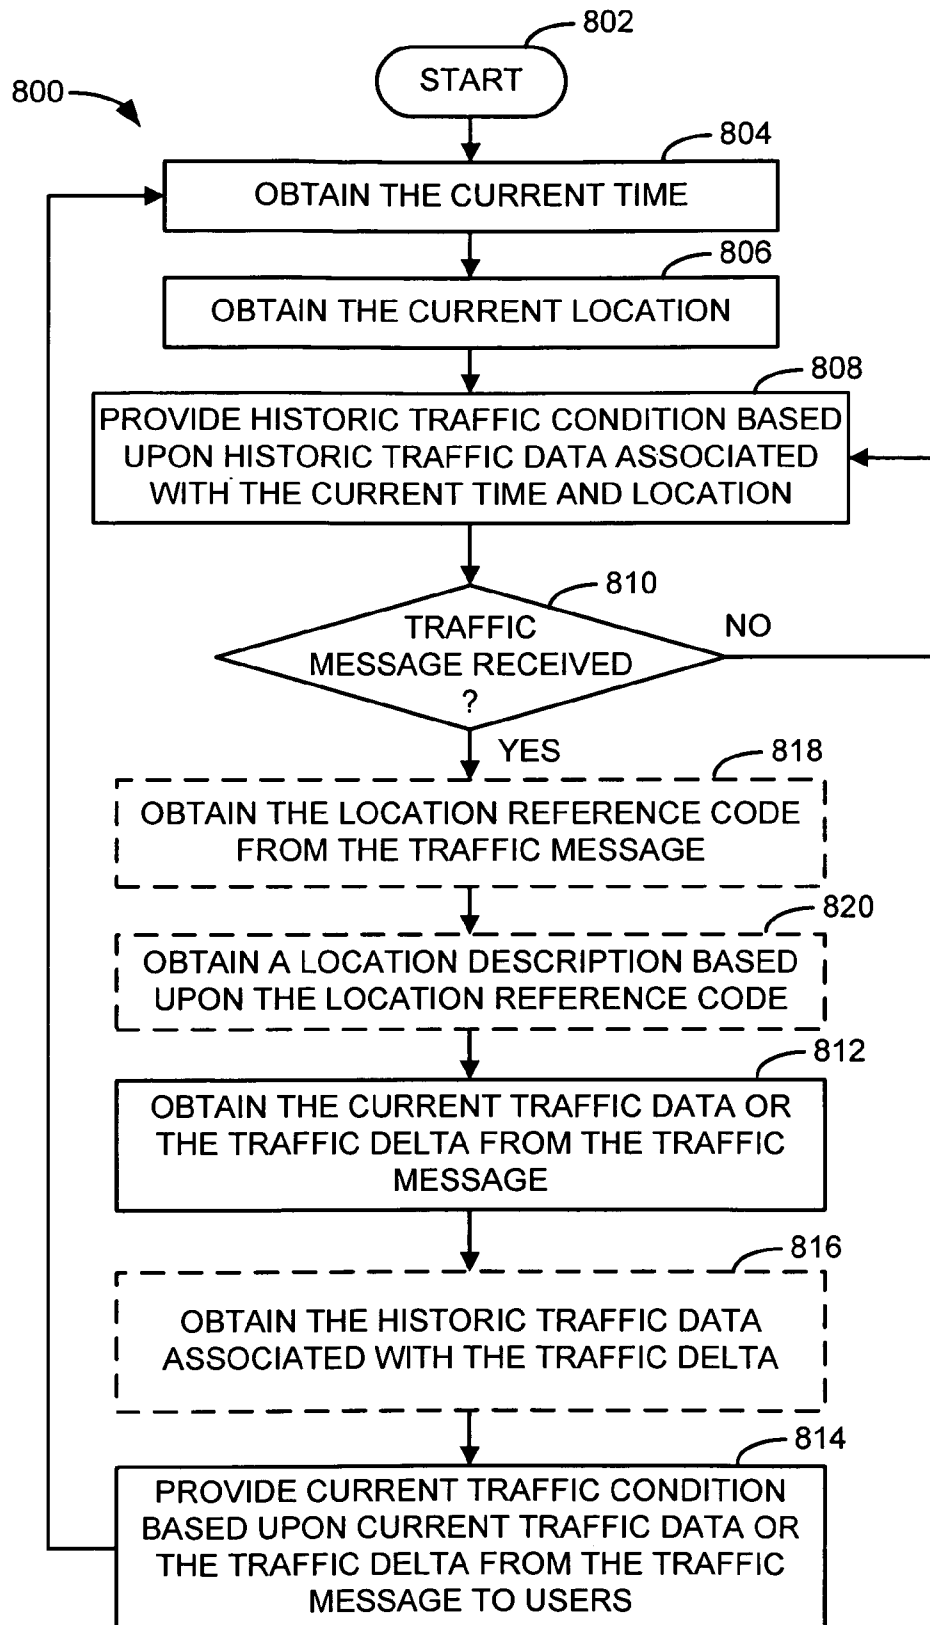 802
START
800
804
OBTAIN THE CURRENT TIME
806
OBTAIN THE CURRENT LOCATION
808
PROVIDE HISTORIC TRAFFIC CONDITION BASED
UPON HISTORIC TRAFFIC DATA ASSOCIATED
WITH THE CURRENT TIME AND LOCATION
810
TRAFFIC
MESSAGE RECEIVED
?
NO
YES
818
OBTAIN THE LOCATION REFERENCE CODE
FROM THE TRAFFIC MESSAGE
820
OBTAIN A LOCATION DESCRIPTION BASED
UPON THE LOCATION REFERENCE CODE
812
OBTAIN THE CURRENT TRAFFIC DATA OR
THE TRAFFIC DELTA FROM THE TRAFFIC
MESSAGE
816
OBTAIN THE HISTORIC TRAFFIC DATA
ASSOCIATED WITH THE TRAFFIC DELTA
814
PROVIDE CURRENT TRAFFIC CONDITION
BASED UPON CURRENT TRAFFIC DATA OR
THE TRAFFIC DELTA FROM THE TRAFFIC
MESSAGE TO USERS